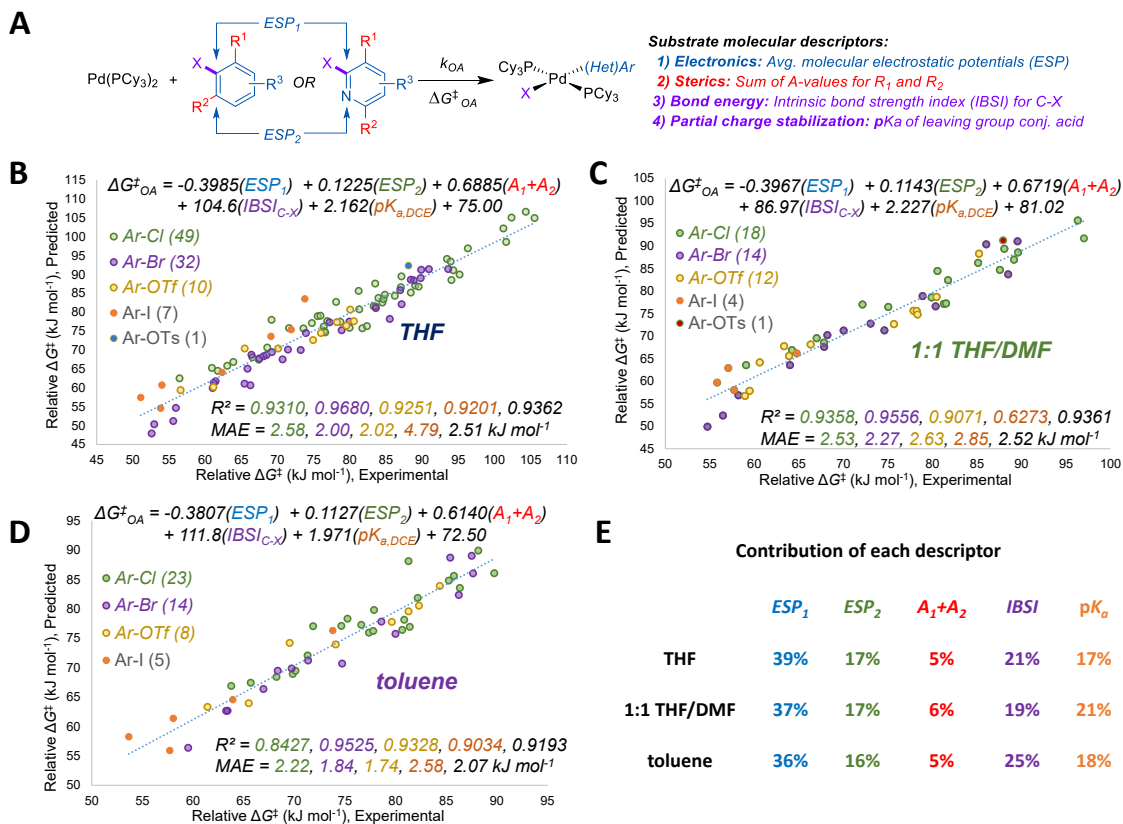 A
ESP1
R1
X
R3
R2
ESP2
Pd(PCy3)2 +
OR
R1
X
R3
N
R2
kOA
ΔG‡OA
Cy3P
(Het)Ar
Pd
X
PCy3
Substrate molecular descriptors:
1) Electronics: Avg. molecular electrostatic potentials (ESP)
2) Sterics: Sum of A-values for R1 and R2
3) Bond energy: Intrinsic bond strength index (IBSI) for C-X
4) Partial charge stabilization: pKa of leaving group conj. acid
B
ΔG‡OA = -0.3985(ESP1) + 0.1225(ESP2) + 0.6885(A1+A2)
+ 104.6(IBSIC-X) + 2.162(pKa,DCE) + 75.00
Relative ΔG‡ (kJ mol-1), Predicted
115
110
105
100
95
90
85
80
75
70
65
60
55
50
45
Ar-Cl (49)
Ar-Br (32)
Ar-OTf (10)
Ar-I (7)
Ar-OTs (1)
THF
R² = 0.9310, 0.9680, 0.9251, 0.9201, 0.9362
MAE = 2.58, 2.00, 2.02, 4.79, 2.51 kJ mol-1
45 50 55 60 65 70 75 80 85 90 95 100 105 110
Relative ΔG‡ (kJ mol-1), Experimental
C
ΔG‡OA = -0.3967(ESP1) + 0.1143(ESP2) + 0.6719(A1+A2)
+ 86.97(IBSIC-X) + 2.227(pKa,DCE) + 81.02
Relative ΔG‡ (kJ mol-1), Predicted
105
100
95
90
85
80
75
70
65
60
55
50
45
Ar-Cl (18)
Ar-Br (14)
Ar-OTf (12)
Ar-I (4)
Ar-OTs (1)
1:1 THF/DMF
R² = 0.9358, 0.9556, 0.9071, 0.6273, 0.9361
MAE = 2.53, 2.27, 2.63, 2.85, 2.52 kJ mol-1
50 55 60 65 70 75 80 85 90 95 100
Relative ΔG‡ (kJ mol-1), Experimental
D
ΔG‡OA = -0.3807(ESP1) + 0.1127(ESP2) + 0.6140(A1+A2)
+ 111.8(IBSIC-X) + 1.971(pKa,DCE) + 72.50
Relative ΔG‡ (kJ mol-1), Predicted
95
90
85
80
75
70
65
60
55
50
Ar-Cl (23)
Ar-Br (14)
Ar-OTf (8)
Ar-I (5)
toluene
R² = 0.8427, 0.9525, 0.9328, 0.9034, 0.9193
MAE = 2.22, 1.84, 1.74, 2.58, 2.07 kJ mol-1
50 55 60 65 70 75 80 85 90 95
Relative ΔG‡ (kJ mol-1), Experimental
E
Contribution of each descriptor
ESP1 ESP2 A1+A2 IBSI pKa
THF 39% 17% 5% 21% 17%
1:1 THF/DMF 37% 17% 6% 19% 21%
toluene 36% 16% 5% 25% 18%